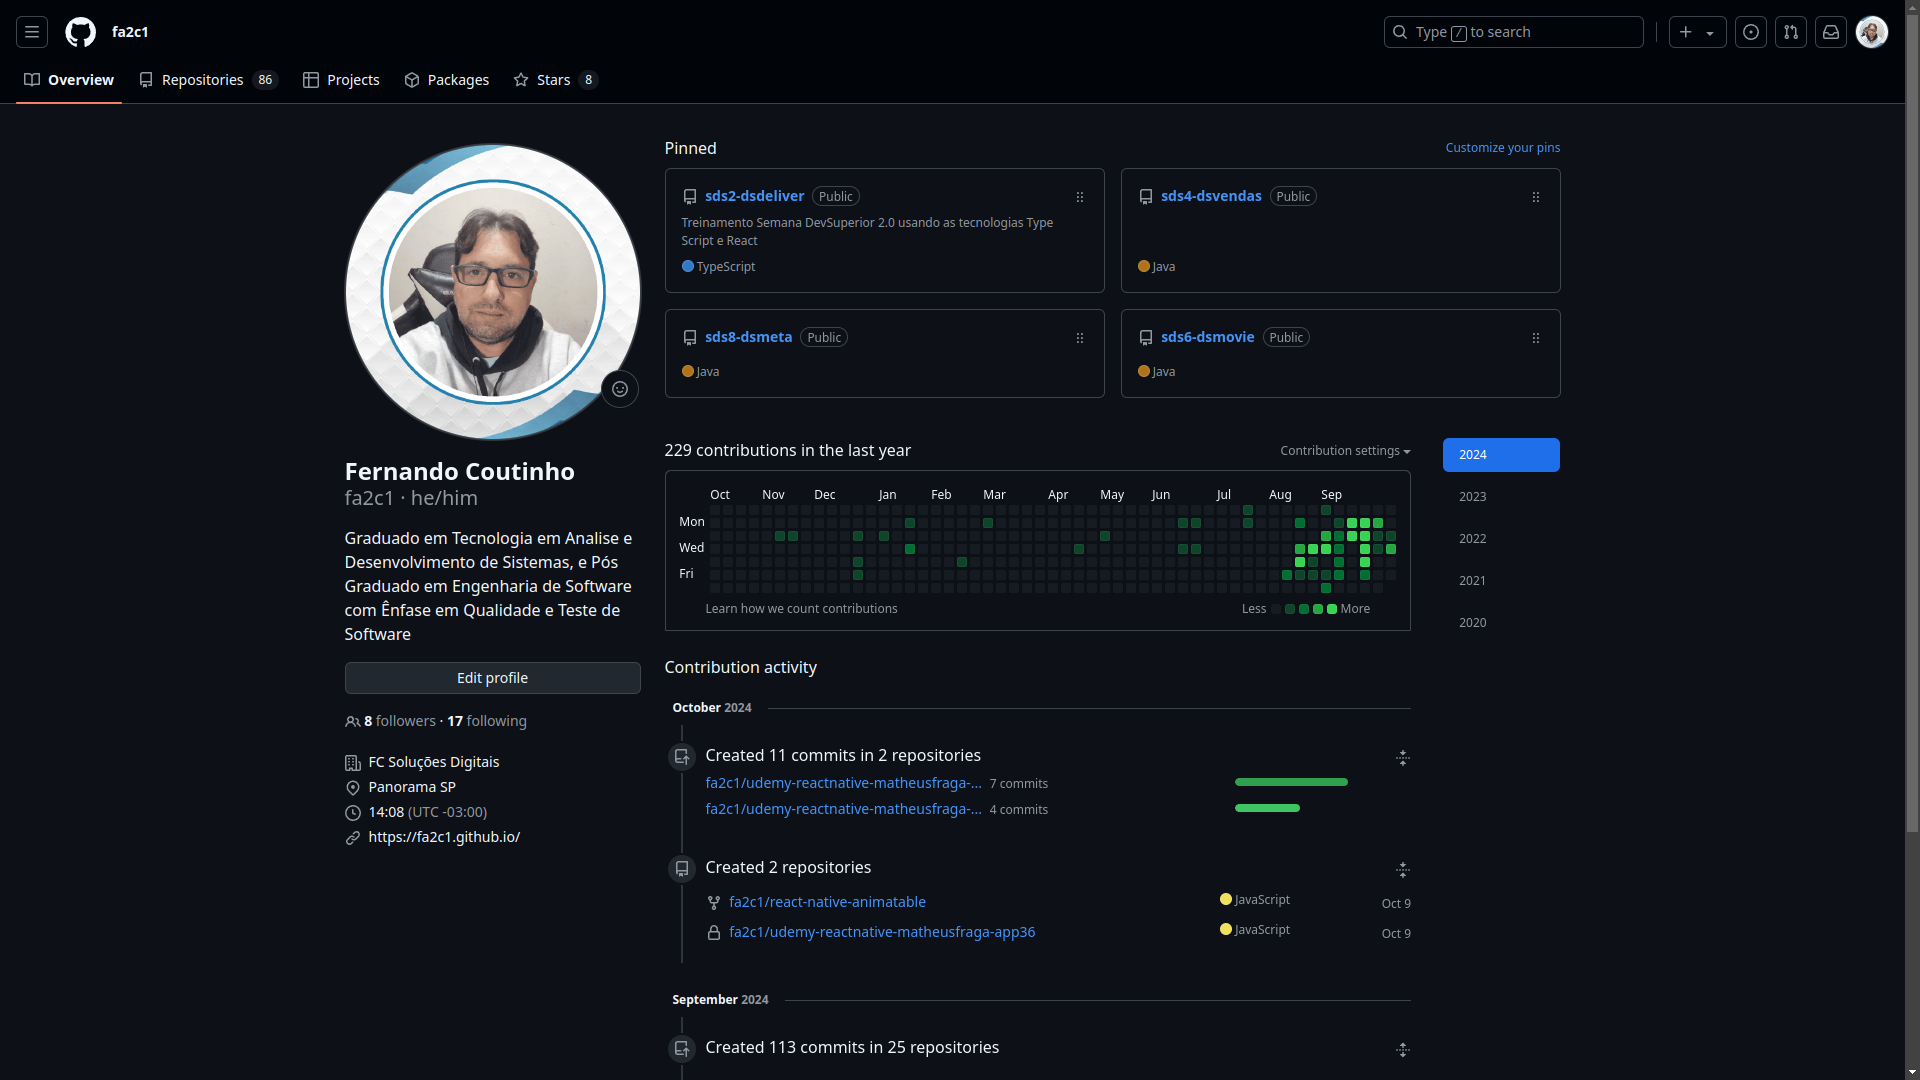 fa2c1
Type / to search
Overview
Repositories 86
Projects
Packages
Stars 8
Fernando Coutinho
fa2c1 · he/him
Graduado em Tecnologia em Analise e
Desenvolvimento de Sistemas, e Pós
Graduado em Engenharia de Software
com Ênfase em Qualidade e Teste de
Software
Edit profile
8 followers · 17 following
FC Soluções Digitais
Panorama SP
14:08 (UTC -03:00)
https://fa2c1.github.io/
Pinned
Customize your pins
sds2-dsdeliver Public
Treinamento Semana DevSuperior 2.0 usando as tecnologias Type
Script e React
TypeScript
sds4-dsvendas Public
Java
sds8-dsmeta Public
Java
sds6-dsmovie Public
Java
229 contributions in the last year
Contribution settings
Oct Nov Dec Jan Feb Mar Apr May Jun Jul Aug Sep
Mon
Wed
Fri
Learn how we count contributions
Less More
2024
2023
2022
2021
2020
Contribution activity
October 2024
Created 11 commits in 2 repositories
fa2c1/udemy-reactnative-matheusfraga-... 7 commits
fa2c1/udemy-reactnative-matheusfraga-... 4 commits
Created 2 repositories
fa2c1/react-native-animatable JavaScript Oct 9
fa2c1/udemy-reactnative-matheusfraga-app36 JavaScript Oct 9
September 2024
Created 113 commits in 25 repositories